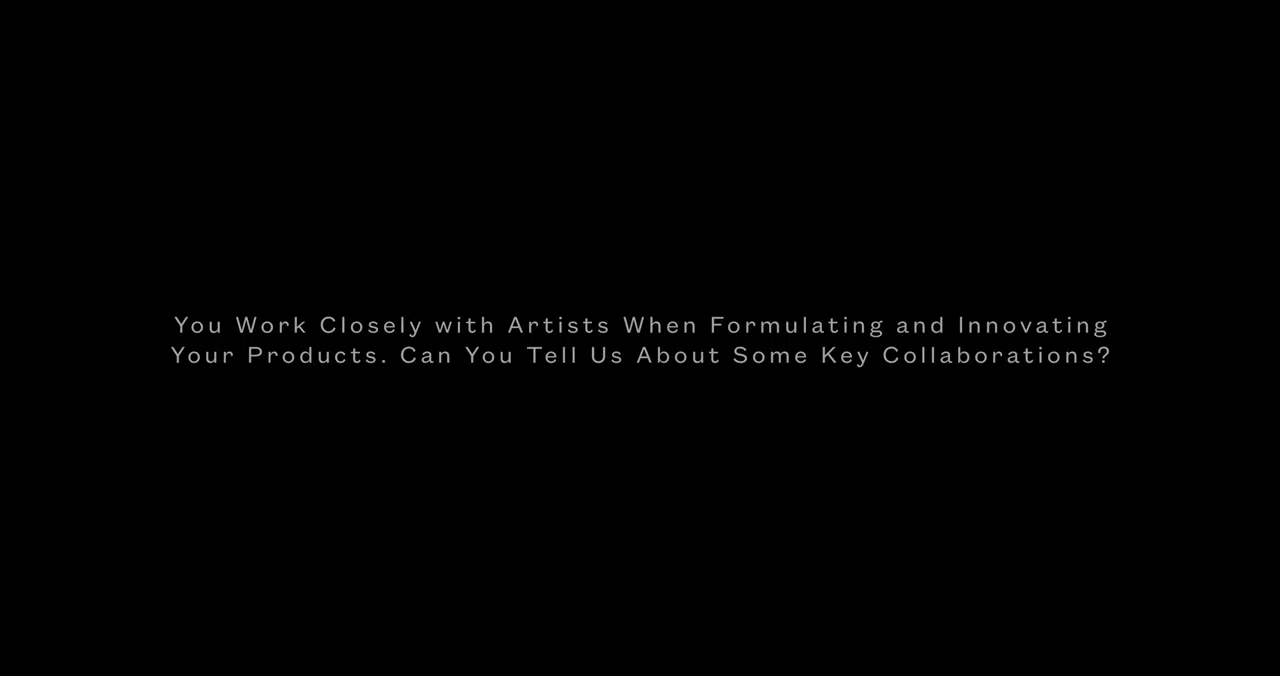 You Work Closely with Artists When Formulating and Innovating
Your Products. Can You Tell Us About Some Key Collaborations?